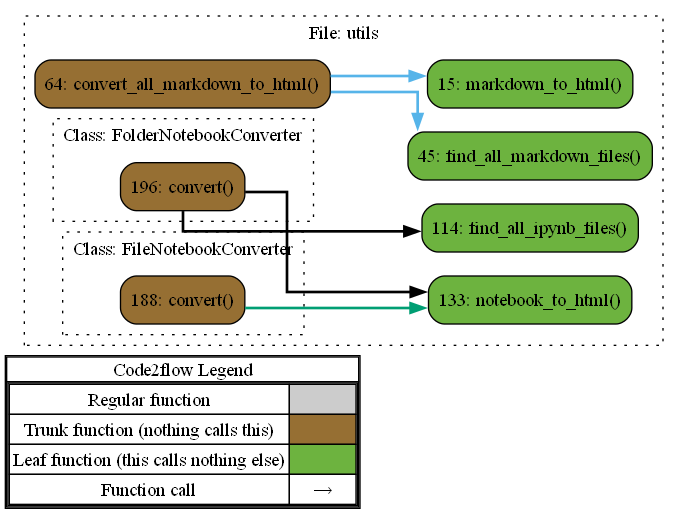 File: utils
64: convert_all_markdown_to_html()
15: markdown_to_html()
Class: FolderNotebookConverter
45: find_all_markdown_files()
196: convert()
114: find_all_ipynb_files()
Class: FileNotebookConverter
188: convert()
133: notebook_to_html()
Code2flow Legend
Regular function
Trunk function (nothing calls this)
Leaf function (this calls nothing else)
Function call →